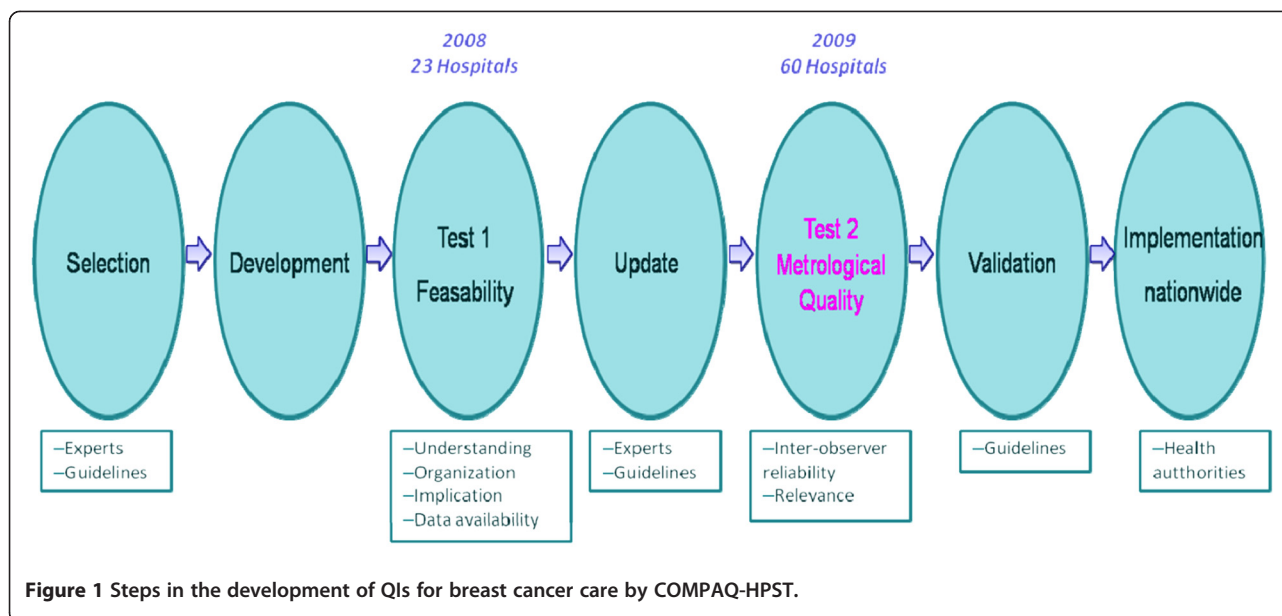 2008
23 Hospitals
2009
60 Hospitals
Selection
Development
Test 1
Feasability
Update
Test 2
Metrological
Quality
Validation
Implementation
nationwide
–Experts
–Guidelines
–Understanding
–Organization
–Implication
–Data availability
–Experts
–Guidelines
–Inter-observer
reliability
–Relevance
–Guidelines
–Health
autthorities
Figure 1 Steps in the development of QIs for breast cancer care by COMPAQ-HPST.